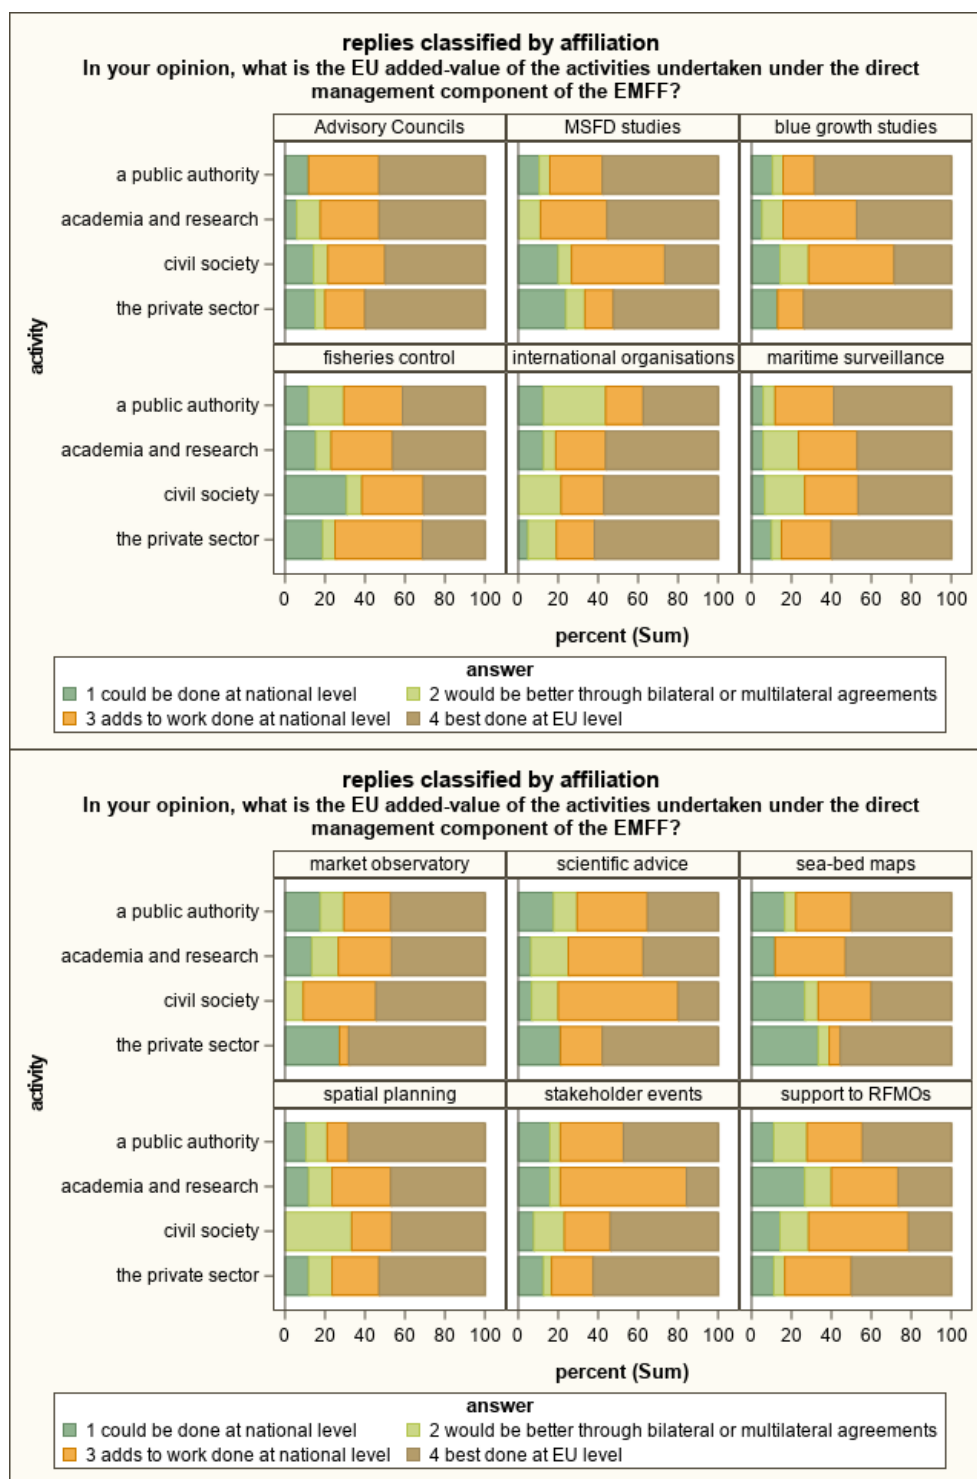 replies classified by affiliation
In your opinion, what is the EU added-value of the activities undertaken under the direct
management component of the EMFF?
Advisory Councils MSFD studies blue growth studies
a public authority
academia and research
civil society
the private sector
activity
fisheries control international organisations maritime surveillance
a public authority
academia and research
civil society
the private sector
0 20 40 60 80 100 0 20 40 60 80 100 0 20 40 60 80 100
percent (Sum)
answer
1 could be done at national level 2 would be better through bilateral or multilateral agreements
3 adds to work done at national level 4 best done at EU level
replies classified by affiliation
In your opinion, what is the EU added-value of the activities undertaken under the direct
management component of the EMFF?
market observatory scientific advice sea-bed maps
a public authority
academia and research
civil society
the private sector
activity
spatial planning stakeholder events support to RFMOs
a public authority
academia and research
civil society
the private sector
0 20 40 60 80 100 0 20 40 60 80 100 0 20 40 60 80 100
percent (Sum)
answer
1 could be done at national level 2 would be better through bilateral or multilateral agreements
3 adds to work done at national level 4 best done at EU level